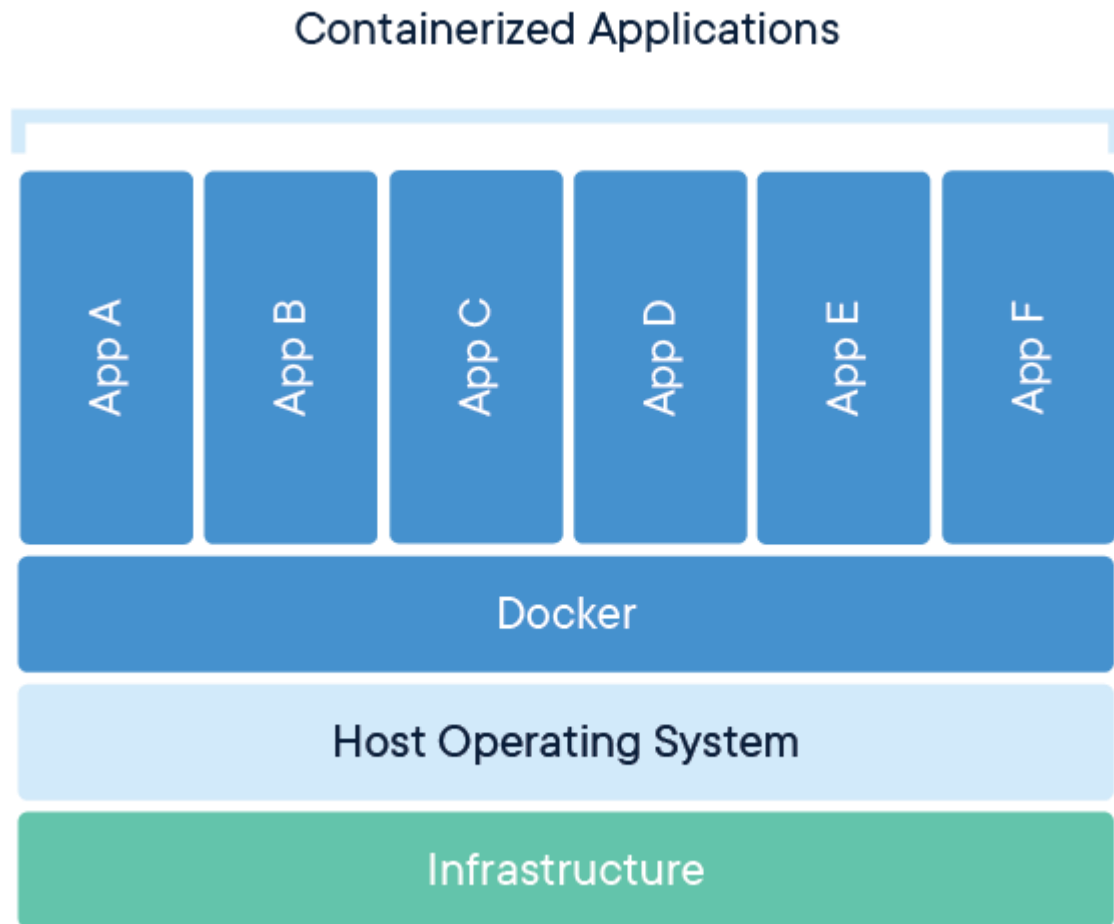 Containerized Applications
App A
App B
App C
App D
App E
App F
Docker
Host Operating System
Infrastructure